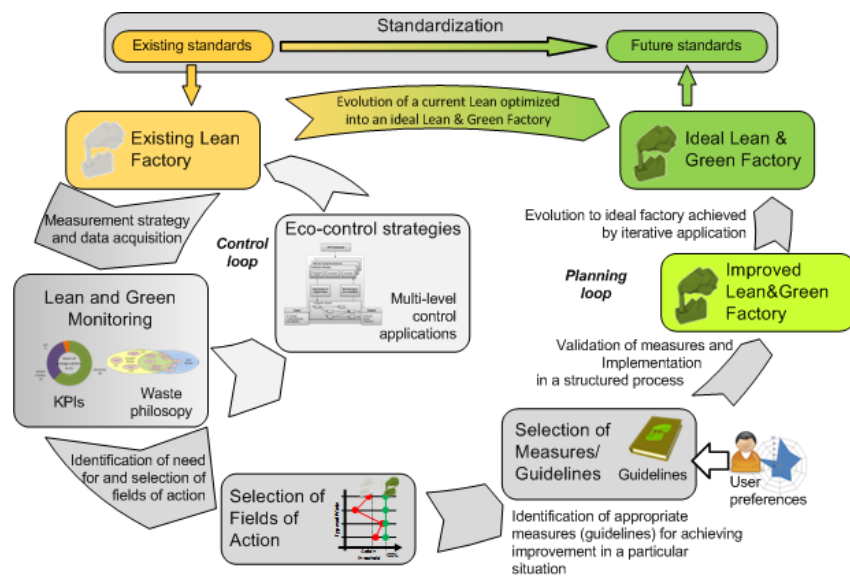 Standardization
Existing standards
Future standards
Evolution of a current Lean optimized
into an ideal Lean & Green Factory
Existing Lean
Factory
Ideal Lean &
Green Factory
Measurement strategy
and data acquisition
Control
loop
Eco-control strategies
Multi-level
control
applications
Evolution to ideal factory achieved
by iterative application
Planning
loop
Improved
Lean&Green
Factory
Lean and Green
Monitoring
KPIs
Waste
philosopy
Validation of measures and
Implementation
in a structured process
Identification of need
for and selection of
fields of action
Selection of
Fields of
Action
Selection of
Measures/
Guidelines
Guidelines
User
preferences
Identification of appropriate
measures (guidelines) for achieving
improvement in a particular
situation